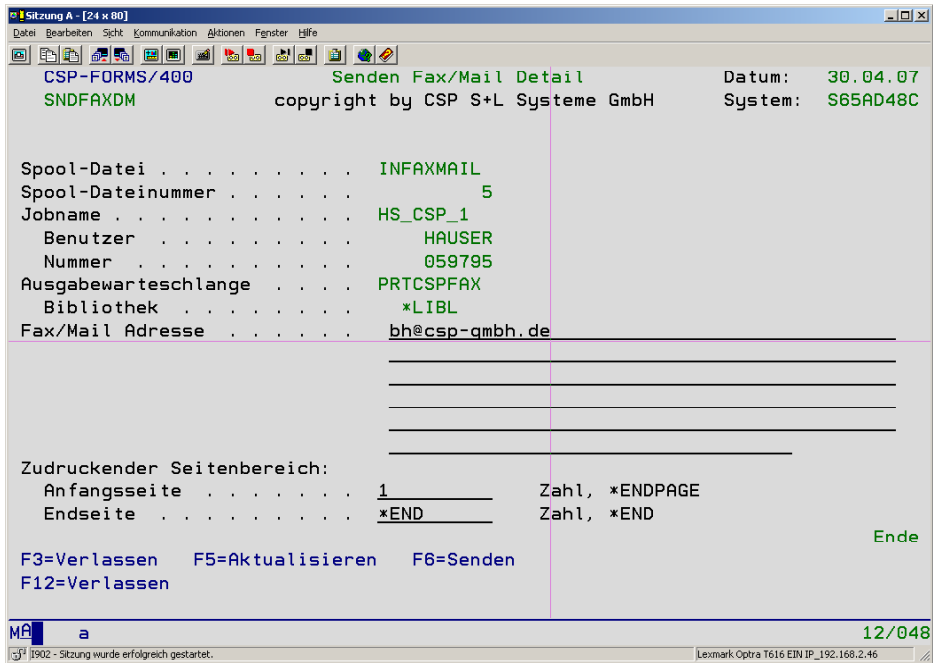 Sitzung A - [24 x 80]
Datei Bearbeiten Sicht Kommunikation Aktionen Fenster Hilfe
CSP-FORMS/400 Senden Fax/Mail Detail Datum: 30.04.07
SNDFAXDM copyright by CSP S+L Systeme GmbH System: S65AD48C
Spool-Datei . . . . . . . . . INFAXMAIL
Spool-Dateinummer . . . . . . 5
Jobname . . . . . . . . . . . HS_CSP_1
Benutzer . . . . . . . . . HAUSER
Nummer . . . . . . . . . . 059795
Ausgabewarteschlange . . . . PRTCSPFAX
Bibliothek . . . . . . . . *LIBL
Fax/Mail Adresse . . . . . . bh@csp-gmbh.de
Zudruckender Seitenbereich:
Anfangsseite . . . . . . . 1 Zahl, *ENDPAGE
Endseite . . . . . . . . . *END Zahl, *END
Ende
F3=Verlassen F5=Aktualisieren F6=Senden
F12=Verlassen
MA a 12/048
I902 - Sitzung wurde erfolgreich gestartet. Lexmark Optra T616 EIN IP_192.168.2.46